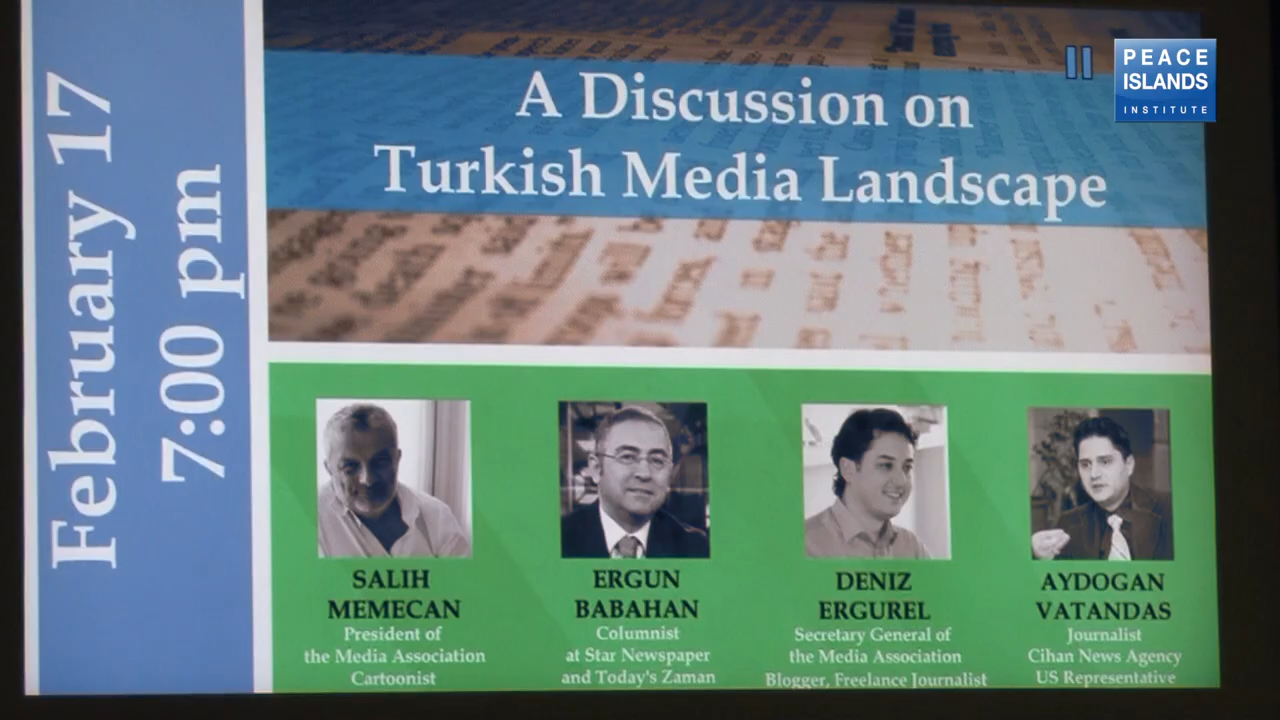 February 17
7:00 pm
A Discussion on
Turkish Media Landscape
PEACE
ISLANDS
INSTITUTE
SALIH
MEMECAN
President of
the Media Association
Cartoonist
ERGUN
BABAHAN
Columnist
at Star Newspaper
and Today's Zaman
DENIZ
ERGUREL
Secretary General of
the Media Association
Blogger, Freelance Journalist
AYDOGAN
VATANDAS
Journalist
Cihan News Agency
US Representative